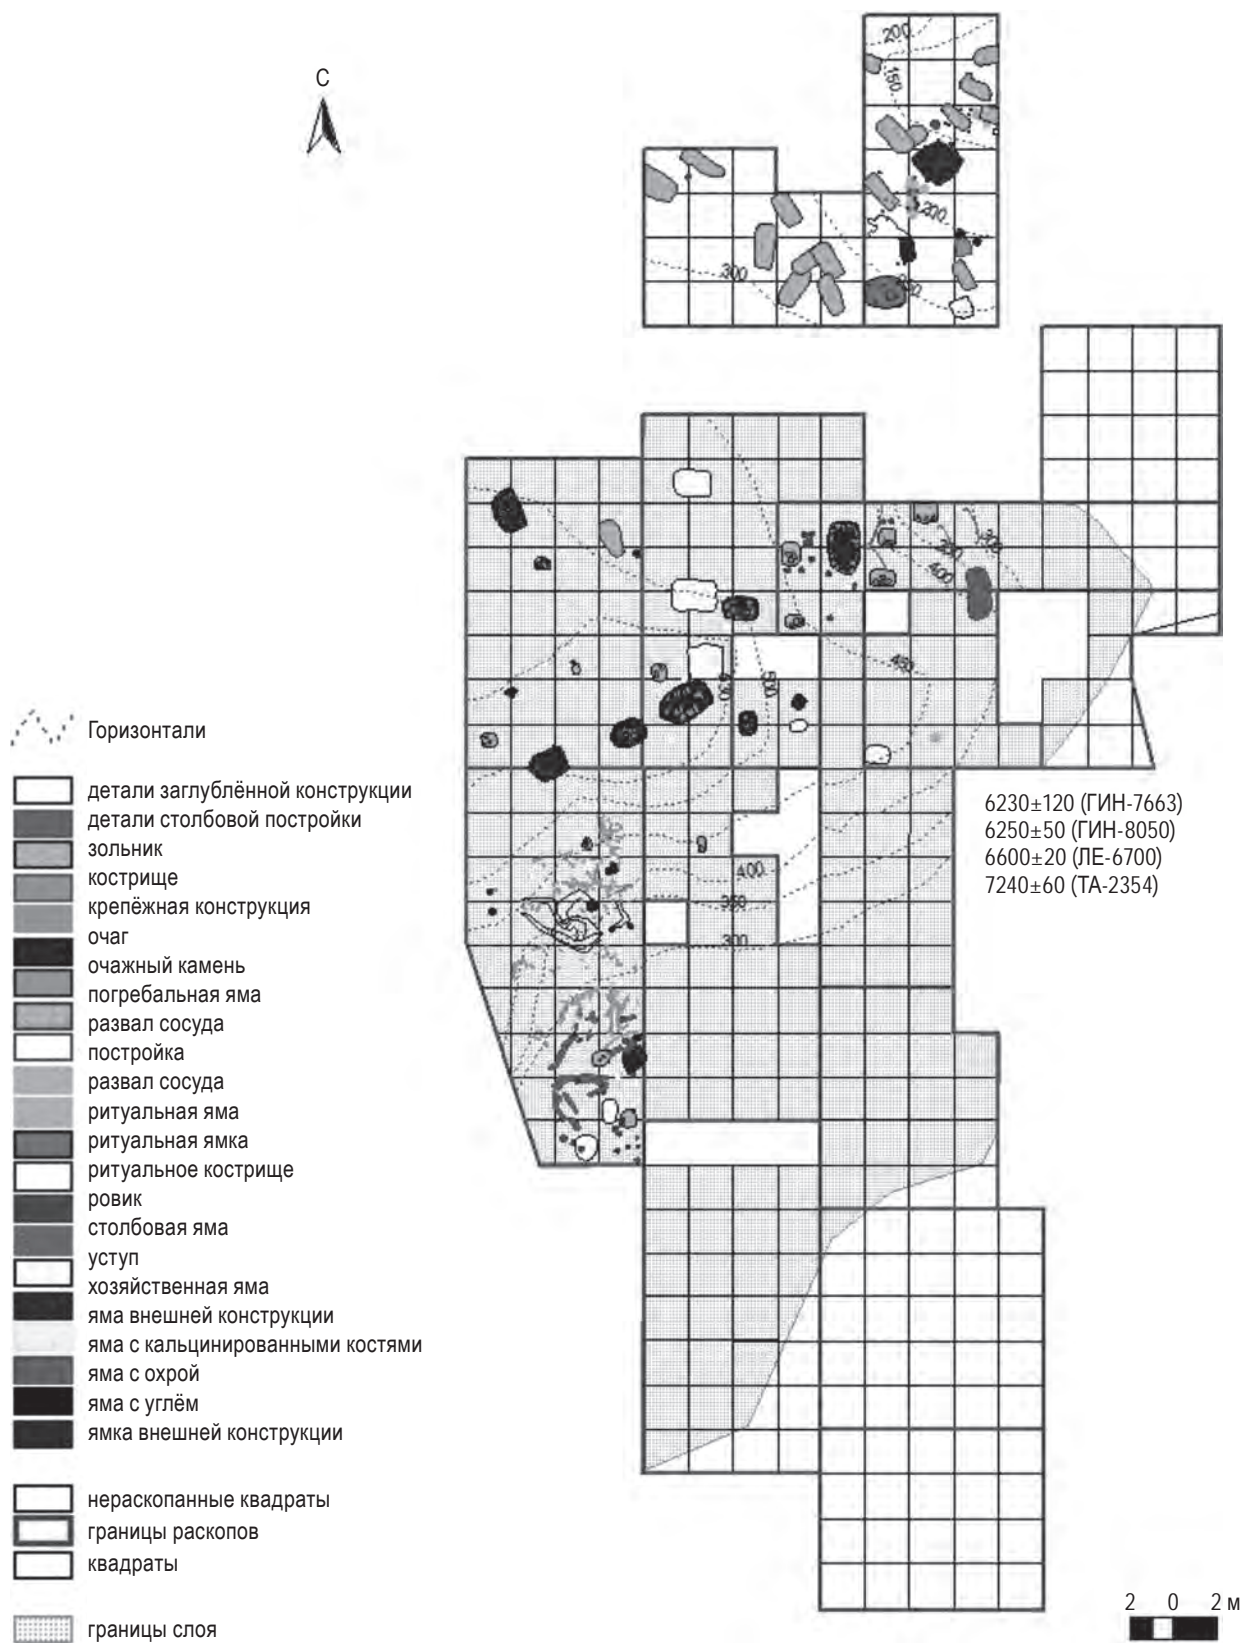 С
200
150
200
300
350
350
300
400
450
500
400
350
300
Горизонтали
детали заглублённой конструкции
детали столбовой постройки
зольник
кострище
крепёжная конструкция
очаг
очажный камень
погребальная яма
развал сосуда
постройка
развал сосуда
ритуальная яма
ритуальная ямка
ритуальное кострище
ровик
столбовая яма
уступ
хозяйственная яма
яма внешней конструкции
яма с кальцинированными костями
яма с охрой
яма с углём
ямка внешней конструкции
нераскопанные квадраты
границы раскопов
квадраты
границы слоя
6230±120 (ГИН-7663)
6250±50 (ГИН-8050)
6600±20 (ЛЕ-6700)
7240±60 (ТА-2354)
2 0 2 м